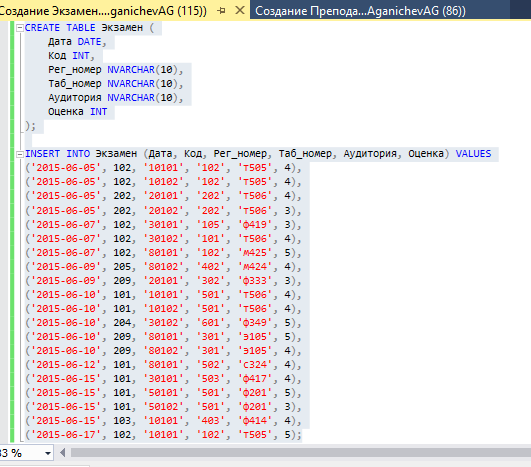 Создание Экзамен....ganichevAG (115))
Создание Препода...AganichevAG (86))
CREATE TABLE Экзамен (
Дата DATE,
Код INT,
Рег_номер NVARCHAR(10),
Таб_номер NVARCHAR(10),
Аудитория NVARCHAR(10),
Оценка INT
);
INSERT INTO Экзамен (Дата, Код, Рег_номер, Таб_номер, Аудитория, Оценка) VALUES
('2015-06-05', 102, '10101', '102', 'т505', 4),
('2015-06-05', 102, '10102', '102', 'т505', 4),
('2015-06-05', 202, '20101', '202', 'т506', 4),
('2015-06-05', 202, '20102', '202', 'т506', 3),
('2015-06-07', 102, '30101', '105', 'ф419', 3),
('2015-06-07', 102, '30102', '101', 'т506', 4),
('2015-06-07', 102, '80101', '102', 'м425', 5),
('2015-06-09', 205, '80102', '402', 'м424', 4),
('2015-06-09', 209, '20101', '302', 'ф333', 3),
('2015-06-10', 101, '10101', '501', 'т506', 4),
('2015-06-10', 101, '10102', '501', 'т506', 4),
('2015-06-10', 204, '30102', '601', 'ф349', 5),
('2015-06-10', 209, '80101', '301', 'э105', 5),
('2015-06-10', 209, '80102', '301', 'э105', 4),
('2015-06-12', 101, '80101', '502', 'с324', 4),
('2015-06-15', 101, '30101', '503', 'ф417', 4),
('2015-06-15', 101, '50101', '501', 'ф201', 5),
('2015-06-15', 101, '50102', '501', 'ф201', 3),
('2015-06-15', 103, '10101', '403', 'ф414', 4),
('2015-06-17', 102, '10101', '102', 'т505', 5);
33 %